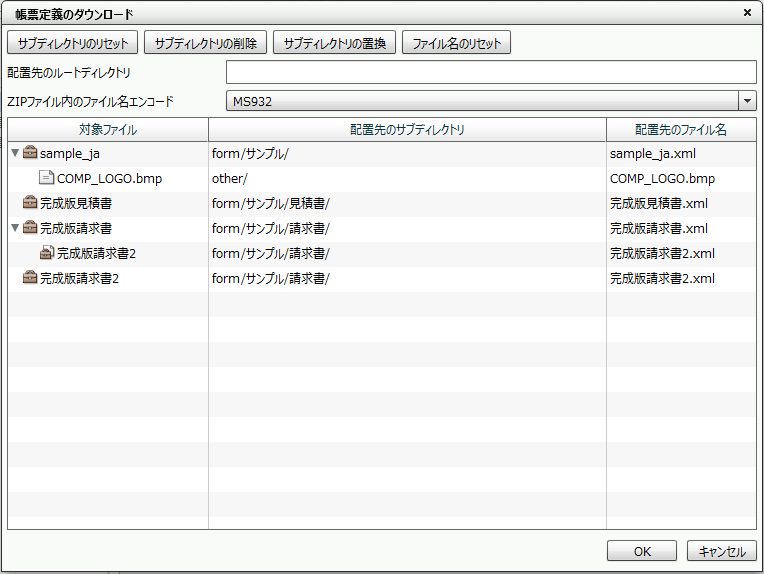 帳票定義のダウンロード
サブディレクトリのリセット サブディレクトリの削除 サブディレクトリの置換 ファイル名のリセット
配置先のルートディレクトリ
ZIPファイル内のファイル名エンコード MS932
対象ファイル 配置先のサブディレクトリ 配置先のファイル名
sample_ja form/サンプル/ sample_ja.xml
COMP_LOGO.bmp other/ COMP_LOGO.bmp
完成版見積書 form/サンプル/見積書/ 完成版見積書.xml
完成版請求書 form/サンプル/請求書/ 完成版請求書.xml
完成版請求書2 form/サンプル/請求書/ 完成版請求書2.xml
完成版請求書2 form/サンプル/請求書/ 完成版請求書2.xml
OK キャンセル